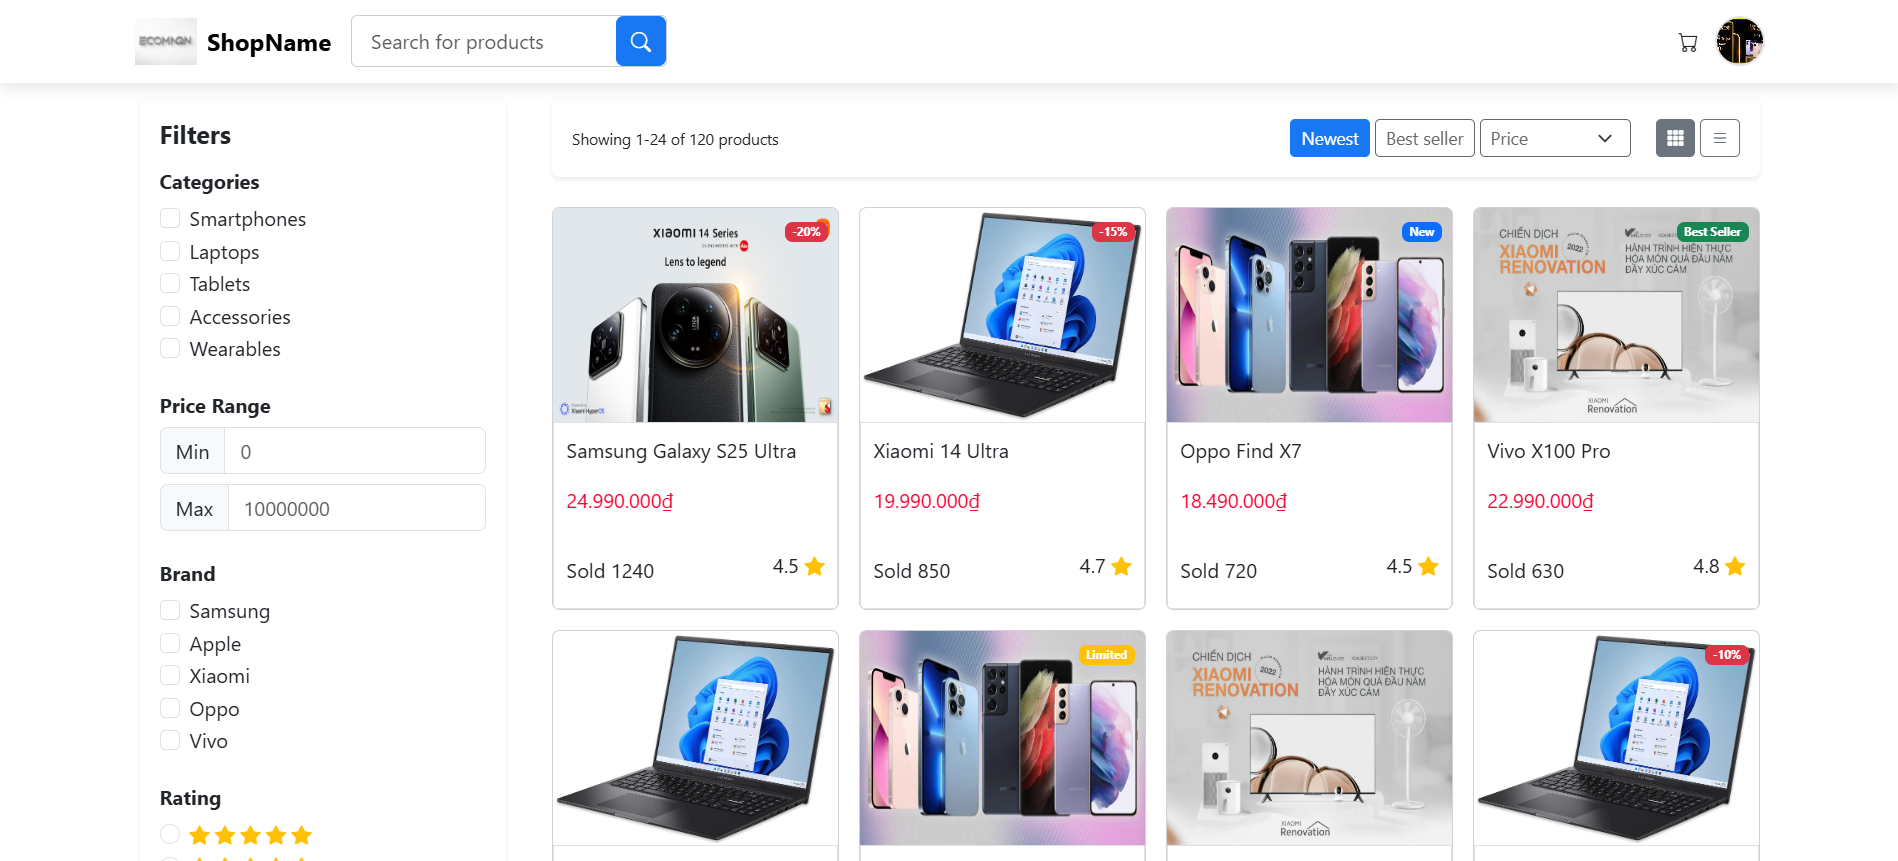 ECOMNQN
ShopName
Search for products
Filters
Categories
Smartphones
Laptops
Tablets
Accessories
Wearables
Price Range
Min
0
Max
10000000
Brand
Samsung
Apple
Xiaomi
Oppo
Vivo
Rating
Showing 1-24 of 120 products
Newest
Best seller
Price
XIAOMI 14 Series
Lens to legend
Xiaomi HyperOS
-20%
Samsung Galaxy S25 Ultra
24.990.000₫
Sold 1240
4.5
-15%
Xiaomi 14 Ultra
19.990.000₫
Sold 850
4.7
New
Oppo Find X7
18.490.000₫
Sold 720
4.5
CHIẾN DỊCH
XIAOMI 2022
RENOVATION
Best Seller
HÀNH TRÌNH HIỆN THỰC
HÓA MÓN QUÀ ĐẦU NĂM
ĐẦY XÚC CẢM
XIAOMI
Renovation
Vivo X100 Pro
22.990.000₫
Sold 630
4.8
Limited
CHIẾN DỊCH
XIAOMI 2022
RENOVATION
HÀNH TRÌNH HIỆN THỰC
HÓA MÓN QUÀ ĐẦU NĂM
ĐẦY XÚC CẢM
XIAOMI
Renovation
-10%